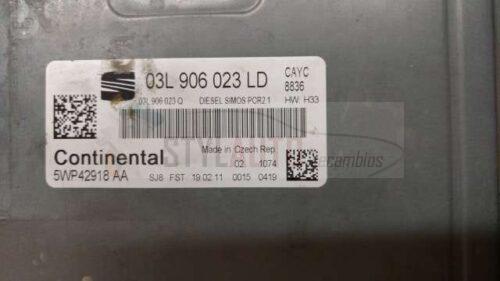 03L 906 023 LD
CAYC
8836
03L 906 023 Q DIESEL SIMOS PCR2.1 HW: H33
Continental
Made in Czech Rep.
02 1074
5WP42918 AA
SJ8 FST 19.02.11 0015 0419
recambios